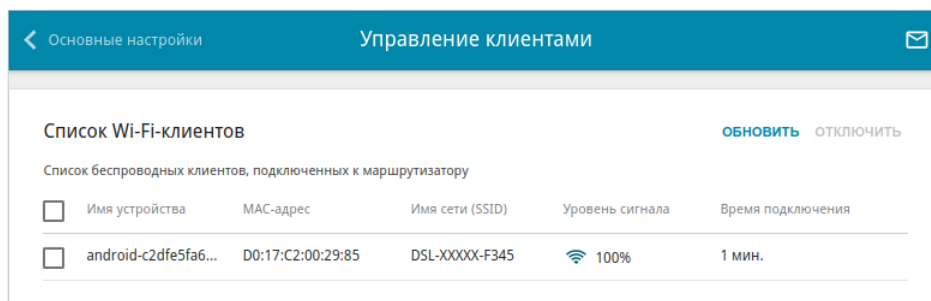 Основные настройки Управление клиентами
Список Wi-Fi-клиентов ОБНОВИТЬ ОТКЛЮЧИТЬ
Список беспроводных клиентов, подключенных к маршрутизатору
Имя устройства MAC-адрес Имя сети (SSID) Уровень сигнала Время подключения
android-c2dfe5fa6... D0:17:C2:00:29:85 DSL-XXXXX-F345 100% 1 мин.